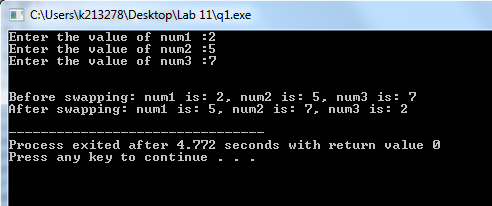 C:\Users\k213278\Desktop\Lab 11\q1.exe
Enter the value of num1 :2
Enter the value of num2 :5
Enter the value of num3 :7
Before swapping: num1 is: 2, num2 is: 5, num3 is: 7
After swapping: num1 is: 5, num2 is: 7, num3 is: 2
--------------------------------
Process exited after 4.772 seconds with return value 0
Press any key to continue . . .